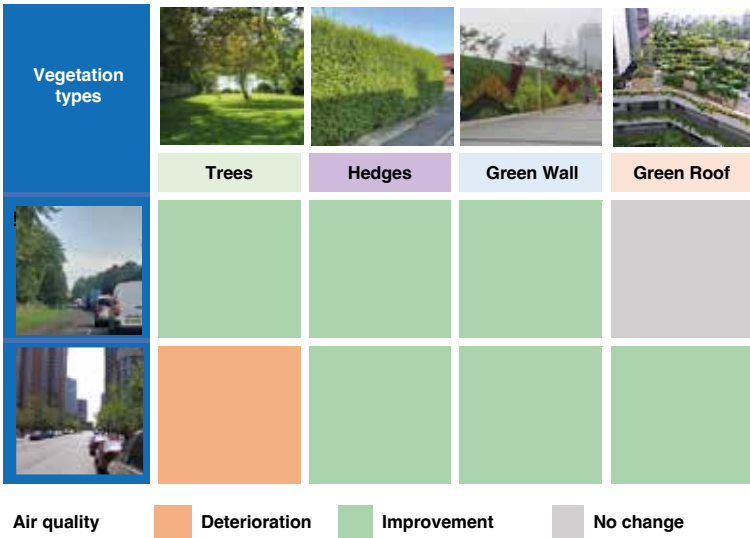 Vegetation
types
Trees
Hedges
Green Wall
Green Roof
Air quality
Deterioration
Improvement
No change